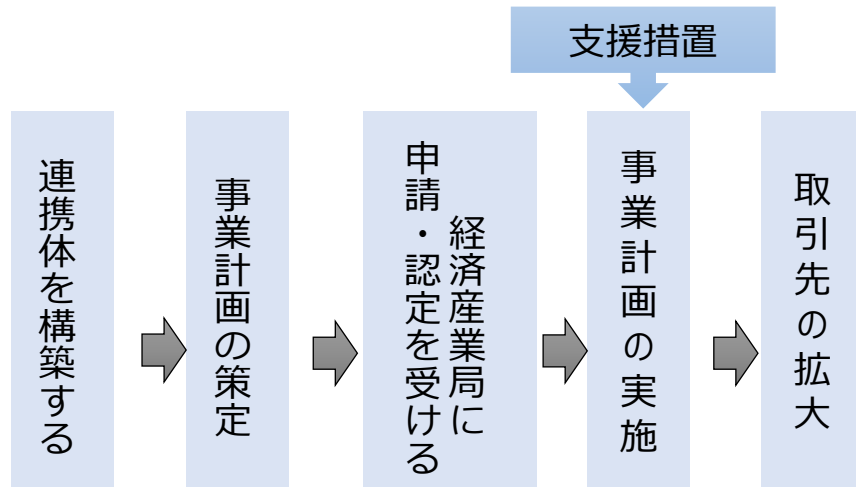 支援措置
連携体を構築する
事業計画の策定
経済産業局に
申請・認定を受ける
事業計画の実施
取引先の拡大